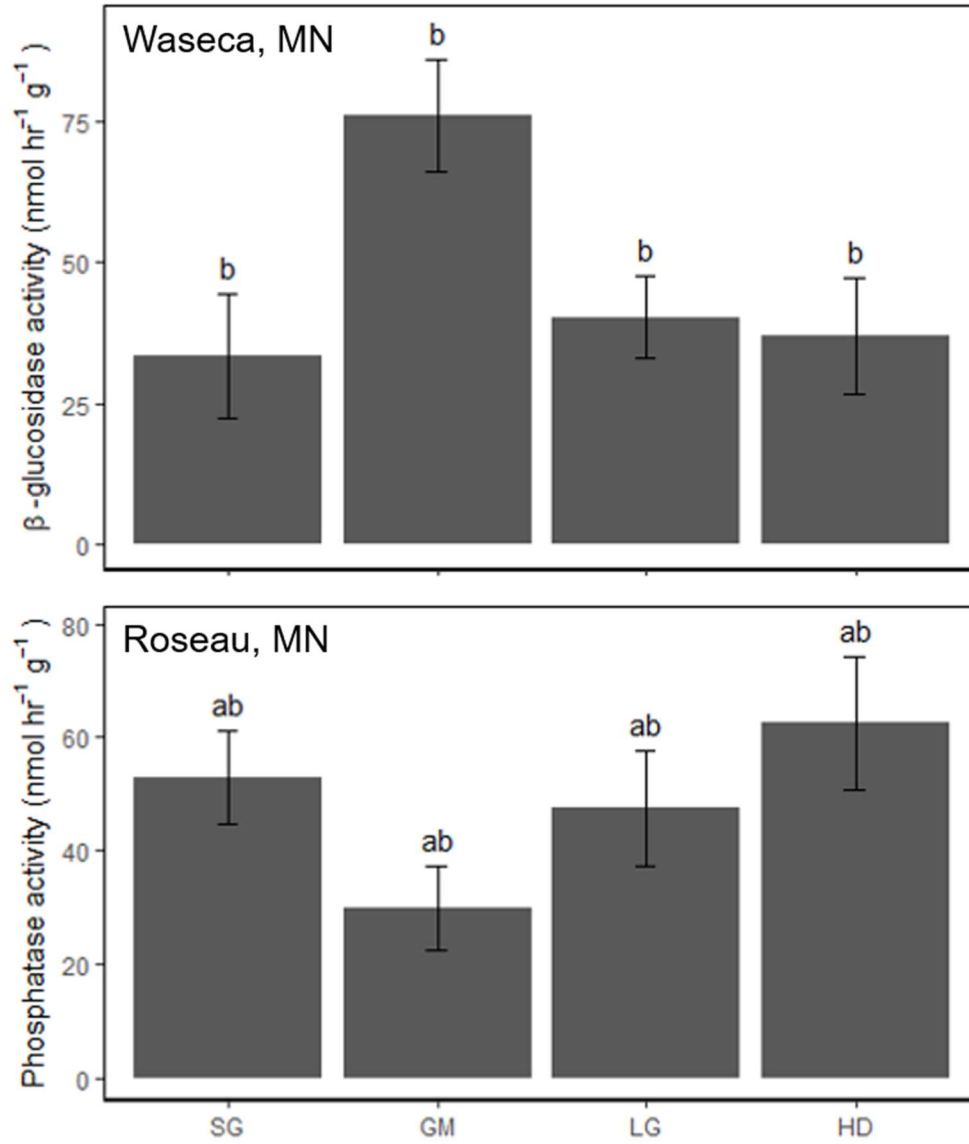 Waseca, MN
β-glucosidase activity (nmol hr⁻¹ g⁻¹ )
75
50
25
0
b
b
b
b
Roseau, MN
Phosphatase activity (nmol hr⁻¹ g⁻¹ )
80
60
40
20
0
ab
ab
ab
ab
SG GM LG HD